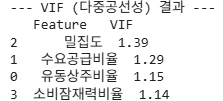 --- VIF (다중공선성) 결과 ---
Feature VIF
2 밀집도 1.39
1 수요공급비율 1.29
0 유동상주비율 1.15
3 소비잠재력비율 1.14